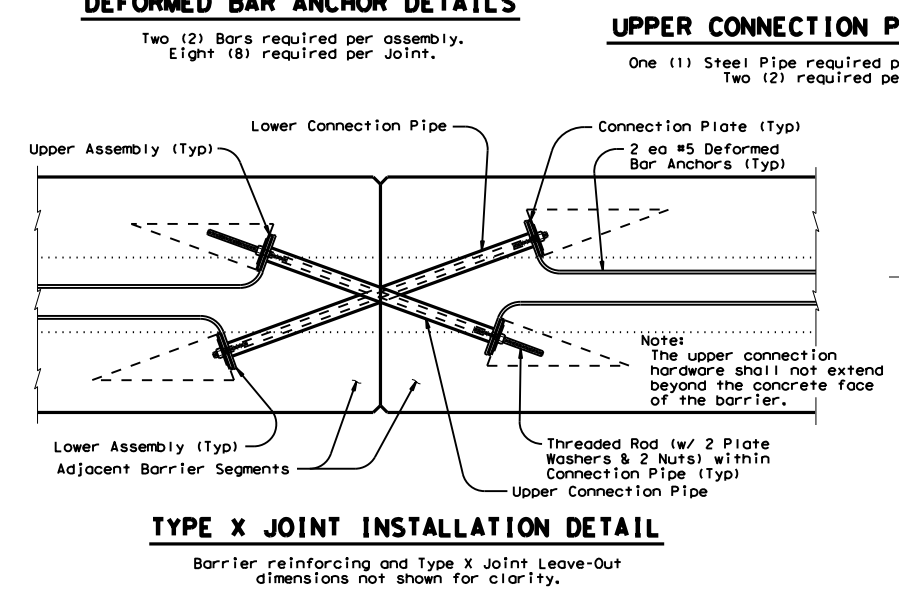 DEFORMED BAR ANCHOR DETAILS
Two (2) Bars required per assembly.
Eight (8) required per Joint.
UPPER CONNECTION P
One (1) Steel Pipe required p
Two (2) required pe
Lower Connection Pipe
Connection Plate (Typ)
Upper Assembly (Typ)
2 ea #5 Deformed
Bar Anchors (Typ)
Note:
The upper connection
hardware shall not extend
beyond the concrete face
of the barrier.
Lower Assembly (Typ)
Adjacent Barrier Segments
Threaded Rod (w/ 2 Plate
Washers & 2 Nuts) within
Connection Pipe (Typ)
Upper Connection Pipe
TYPE X JOINT INSTALLATION DETAIL
Barrier reinforcing and Type X Joint Leave-Out
dimensions not shown for clarity.